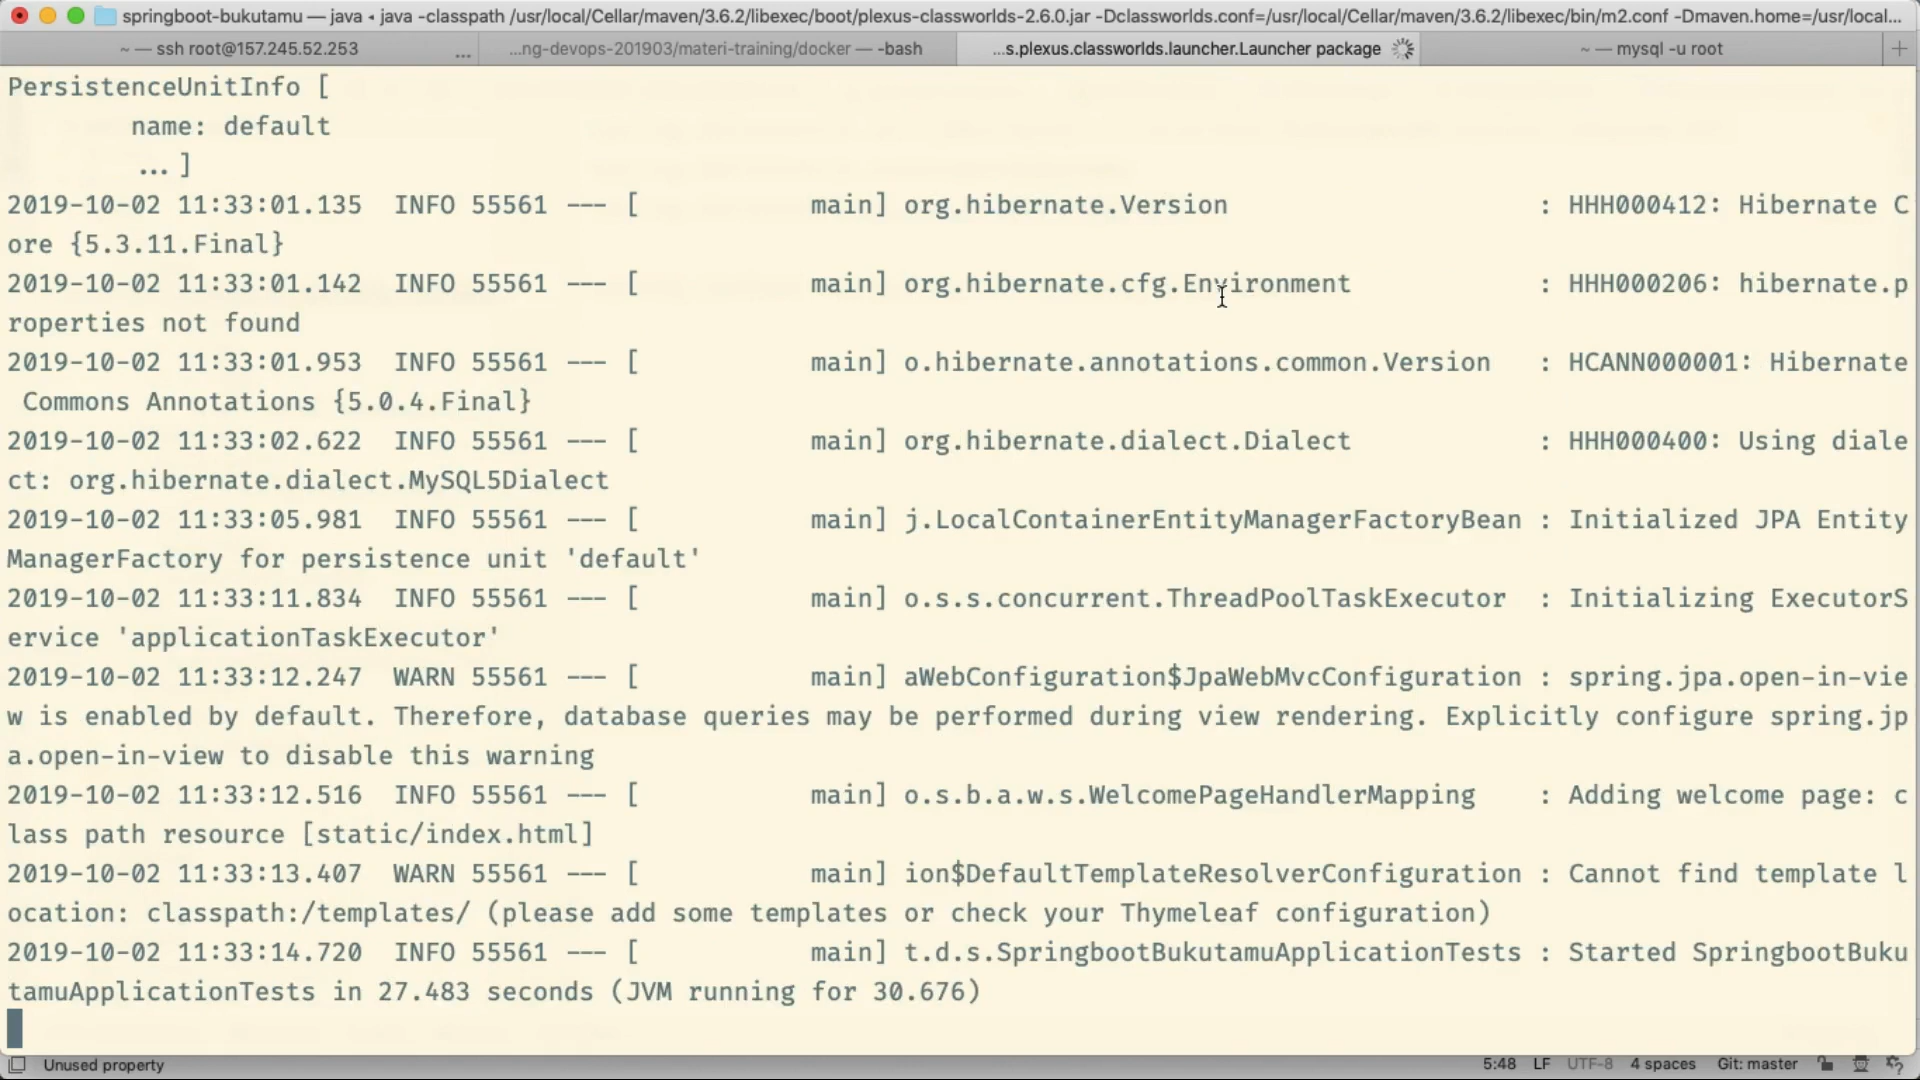 springboot-bukutamu — java ◂ java -classpath /usr/local/Cellar/maven/3.6.2/libexec/boot/plexus-classworlds-2.6.0.jar -Dclassworlds.conf=/usr/local/Cellar/maven/3.6.2/libexec/bin/m2.conf -Dmaven.home=/usr/local...
~ — ssh root@157.245.52.253 ... ...ng-devops-201903/materi-training/docker — -bash ...s.plexus.classworlds.launcher.Launcher package ~ — mysql -u root +
PersistenceUnitInfo [
name: default
... ]
2019-10-02 11:33:01.135  INFO 55561 --- [           main] org.hibernate.Version                    : HHH000412: Hibernate C
ore {5.3.11.Final}
2019-10-02 11:33:01.142  INFO 55561 --- [           main] org.hibernate.cfg.Environment            : HHH000206: hibernate.p
roperties not found
2019-10-02 11:33:01.953  INFO 55561 --- [           main] o.hibernate.annotations.common.Version   : HCANN000001: Hibernate
Commons Annotations {5.0.4.Final}
2019-10-02 11:33:02.622  INFO 55561 --- [           main] org.hibernate.dialect.Dialect            : HHH000400: Using diale
ct: org.hibernate.dialect.MySQL5Dialect
2019-10-02 11:33:05.981  INFO 55561 --- [           main] j.LocalContainerEntityManagerFactoryBean : Initialized JPA Entity
ManagerFactory for persistence unit 'default'
2019-10-02 11:33:11.834  INFO 55561 --- [           main] o.s.s.concurrent.ThreadPoolTaskExecutor  : Initializing ExecutorS
ervice 'applicationTaskExecutor'
2019-10-02 11:33:12.247  WARN 55561 --- [           main] aWebConfiguration$JpaWebMvcConfiguration : spring.jpa.open-in-vie
w is enabled by default. Therefore, database queries may be performed during view rendering. Explicitly configure spring.jp
a.open-in-view to disable this warning
2019-10-02 11:33:12.516  INFO 55561 --- [           main] o.s.b.a.w.s.WelcomePageHandlerMapping    : Adding welcome page: c
lass path resource [static/index.html]
2019-10-02 11:33:13.407  WARN 55561 --- [           main] ion$DefaultTemplateResolverConfiguration : Cannot find template l
ocation: classpath:/templates/ (please add some templates or check your Thymeleaf configuration)
2019-10-02 11:33:14.720  INFO 55561 --- [           main] t.d.s.SpringbootBukutamuApplicationTests : Started SpringbootBuku
tamuApplicationTests in 27.483 seconds (JVM running for 30.676)
Unused property 5:48 LF UTF-8 4 spaces Git: master